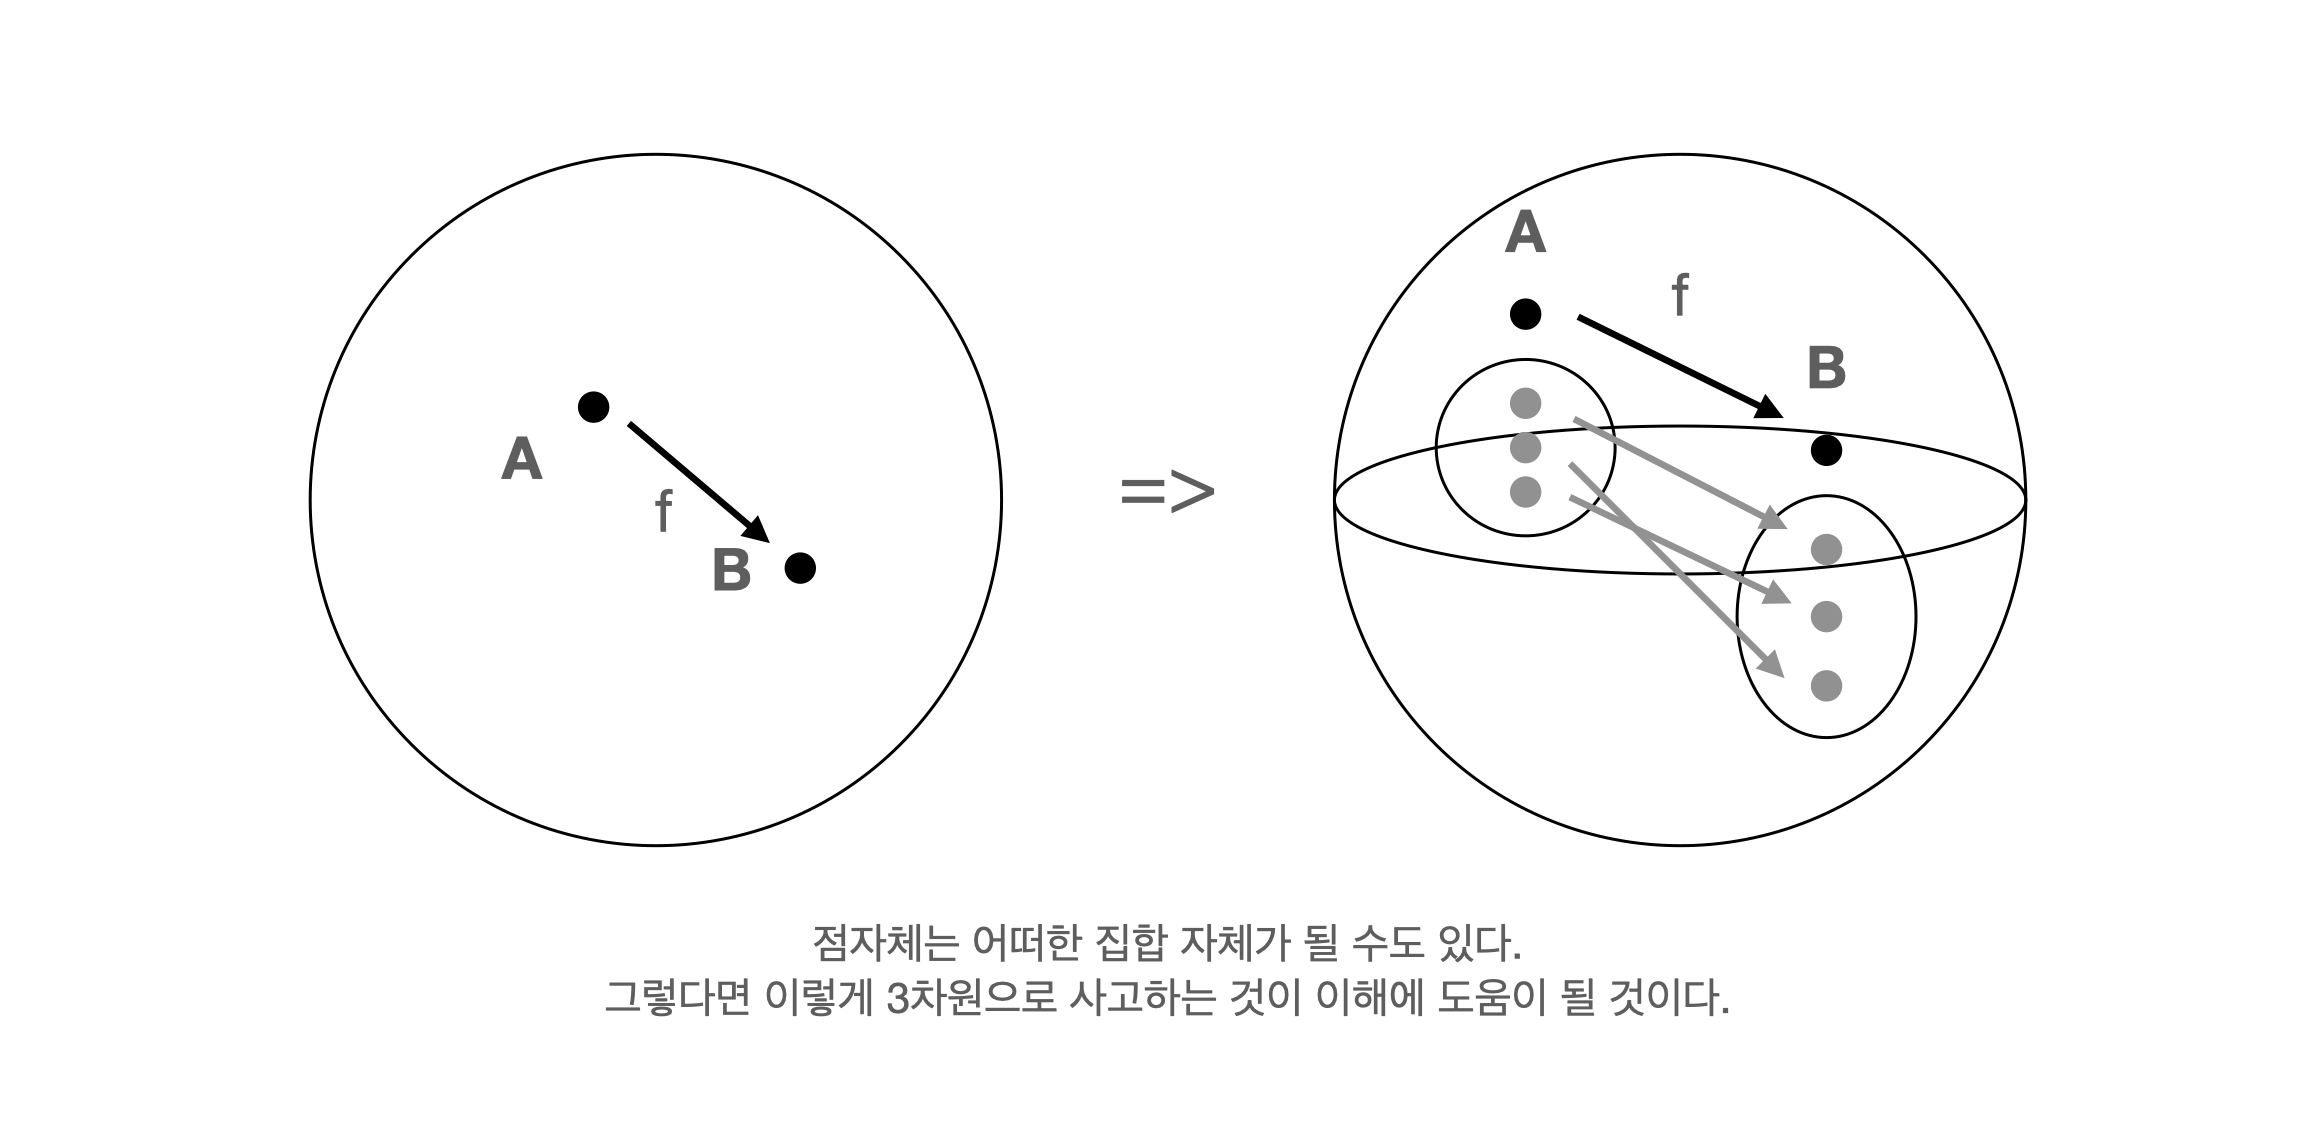 A
f
B
=>
A
f
B
점자체는 어떠한 집합 자체가 될 수도 있다.
그렇다면 이렇게 3차원으로 사고하는 것이 이해에 도움이 될 것이다.